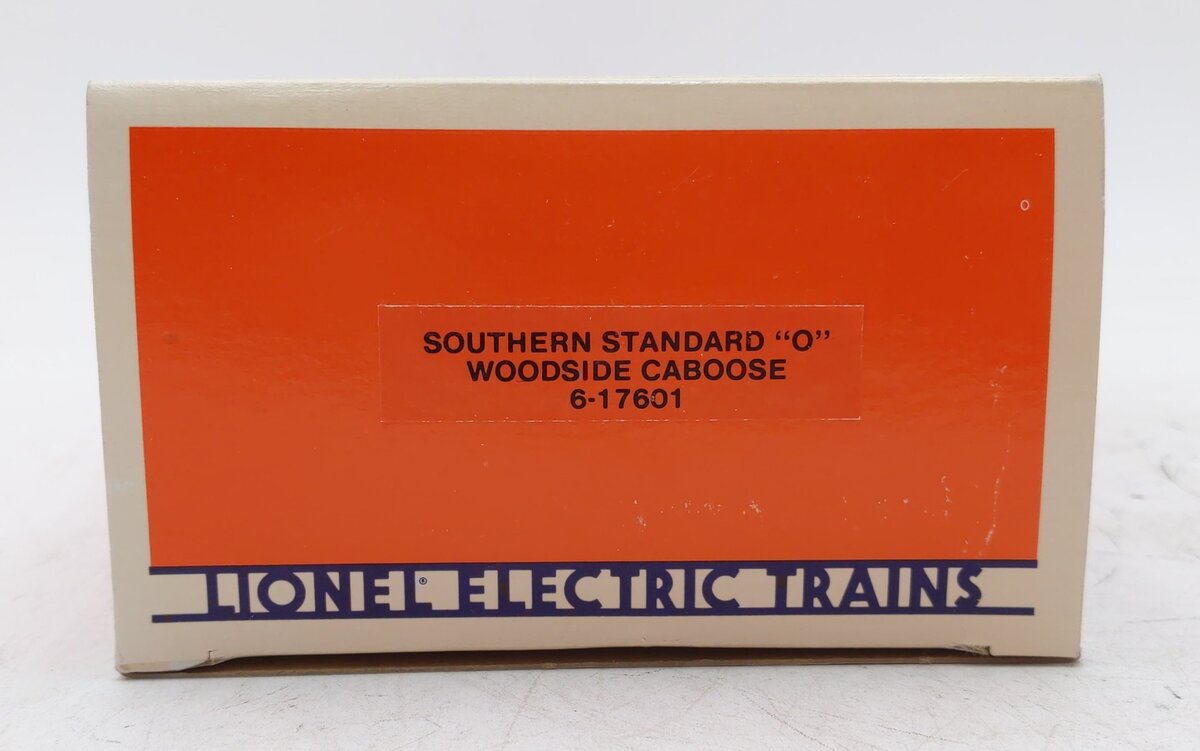 SOUTHERN STANDARD “O”
WOODSIDE CABOOSE
6-17601
LIONEL® ELECTRIC TRAINS